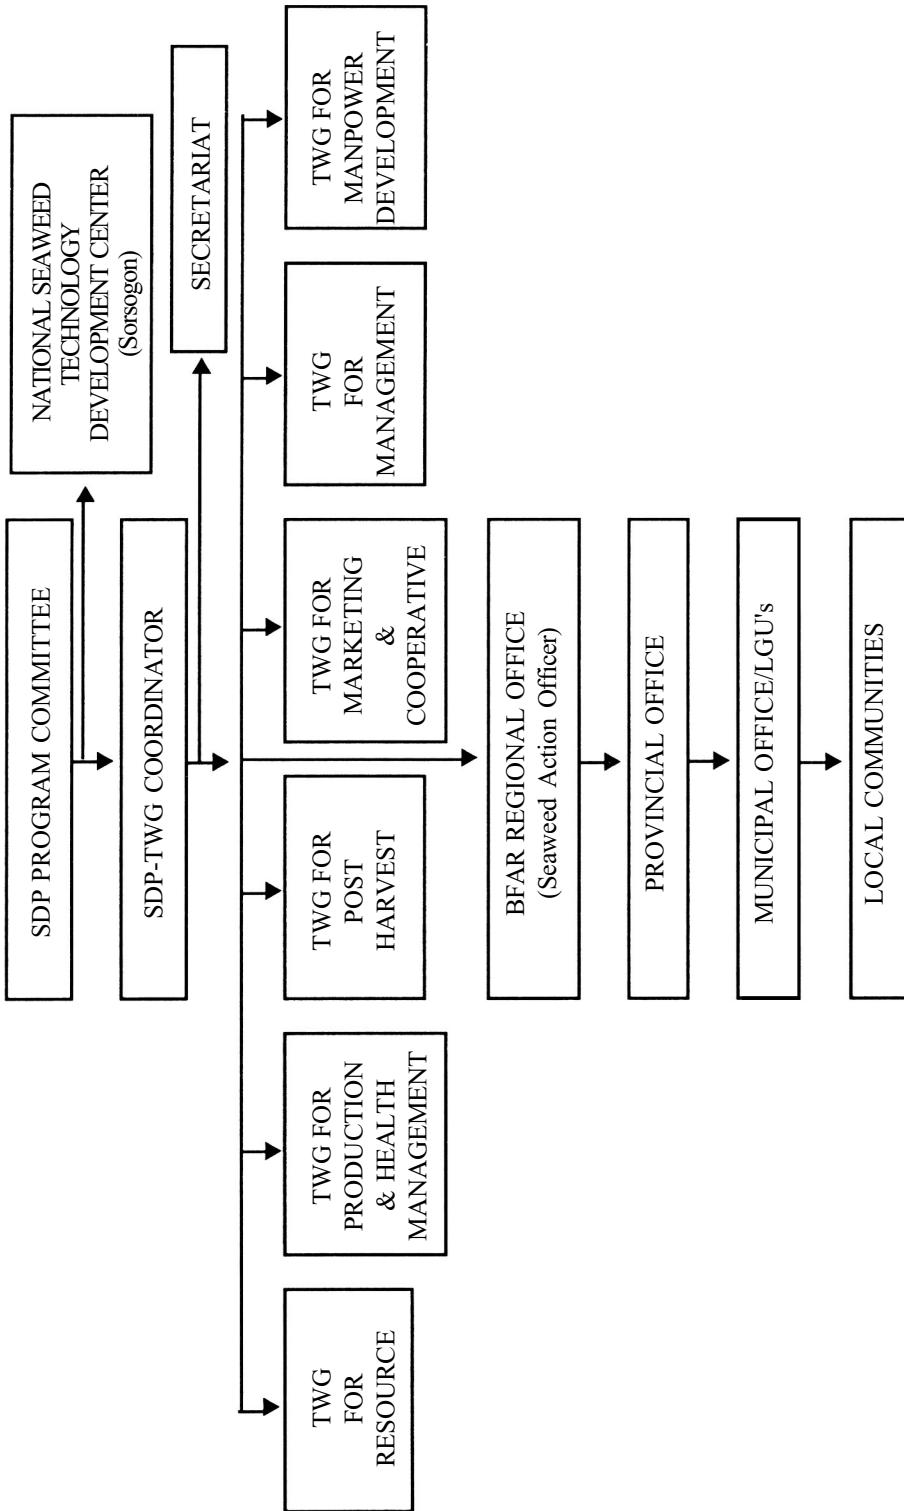 SDP PROGRAM COMMITTEE
NATIONAL SEAWEED
TECHNOLOGY
DEVELOPMENT CENTER
(Sorsogon)
SDP-TWG COORDINATOR
SECRETARIAT
TWG
FOR
RESOURCE
TWG FOR
PRODUCTION
& HEALTH
MANAGEMENT
TWG FOR
POST
HARVEST
TWG FOR
MARKETING
&
COOPERATIVE
TWG
FOR
MANAGEMENT
TWG FOR
MANPOWER
DEVELOPMENT
BFAR REGIONAL OFFICE
(Seaweed Action Officer)
PROVINCIAL OFFICE
MUNICIPAL OFFICE/LGU's
LOCAL COMMUNITIES